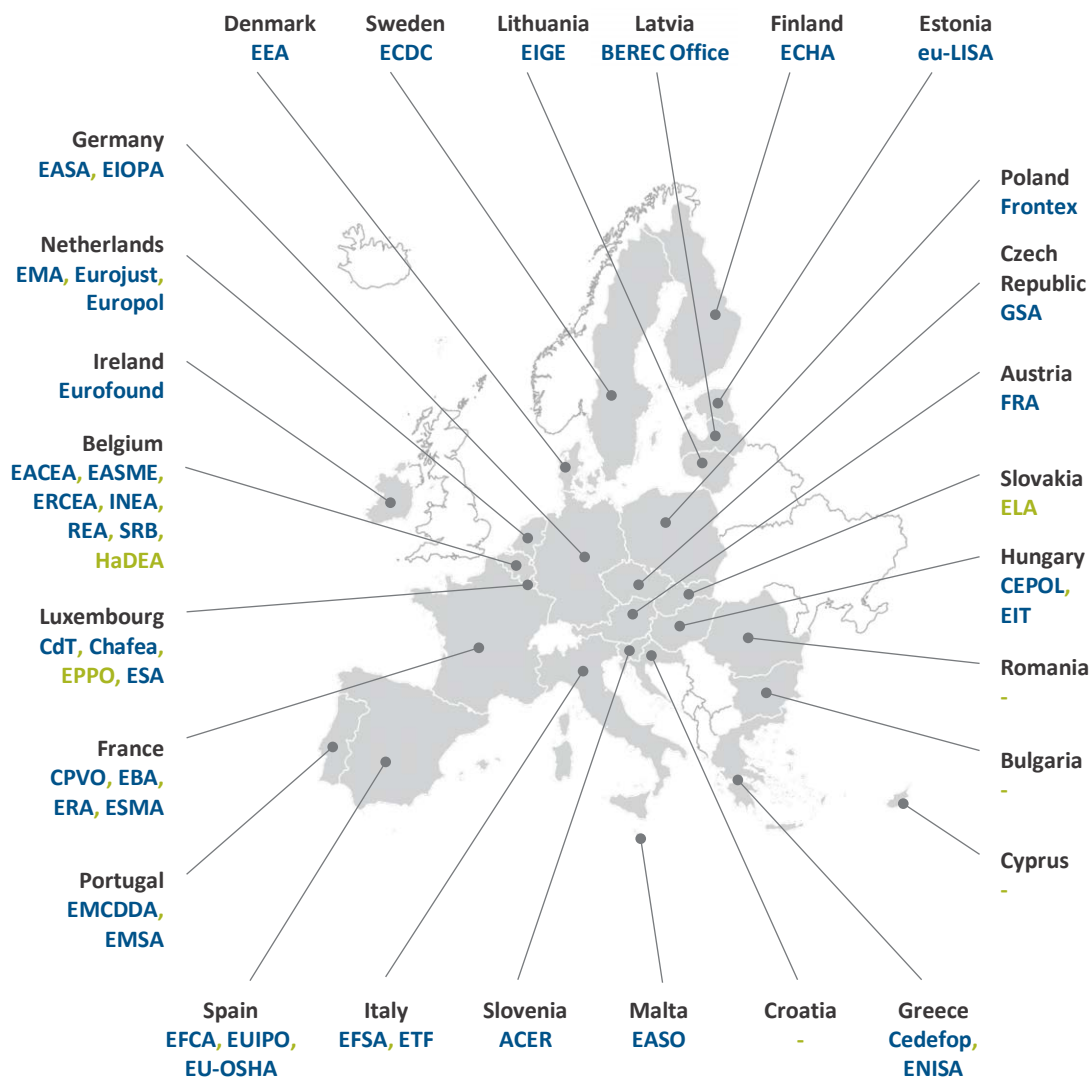 Denmark
EEA
Sweden
ECDC
Lithuania
EIGE
Latvia
BEREC Office
Finland
ECHA
Estonia
eu-LISA
Germany
EASA, EIOPA
Netherlands
EMA, Eurojust,
Europol
Ireland
Eurofound
Belgium
EACEA, EASME,
ERCEA, INEA,
REA, SRB,
HaDEA
Luxembourg
CdT, Chafea,
EPPO, ESA
France
CPVO, EBA,
ERA, ESMA
Portugal
EMCDDA,
EMSA
Poland
Frontex
Czech
Republic
GSA
Austria
FRA
Slovakia
ELA
Hungary
CEPOL,
EIT
Romania
-
Bulgaria
-
Cyprus
-
Spain
EFCA, EUIPO,
EU-OSHA
Italy
EFSA, ETF
Slovenia
ACER
Malta
EASO
Croatia
-
Greece
Cedefop,
ENISA